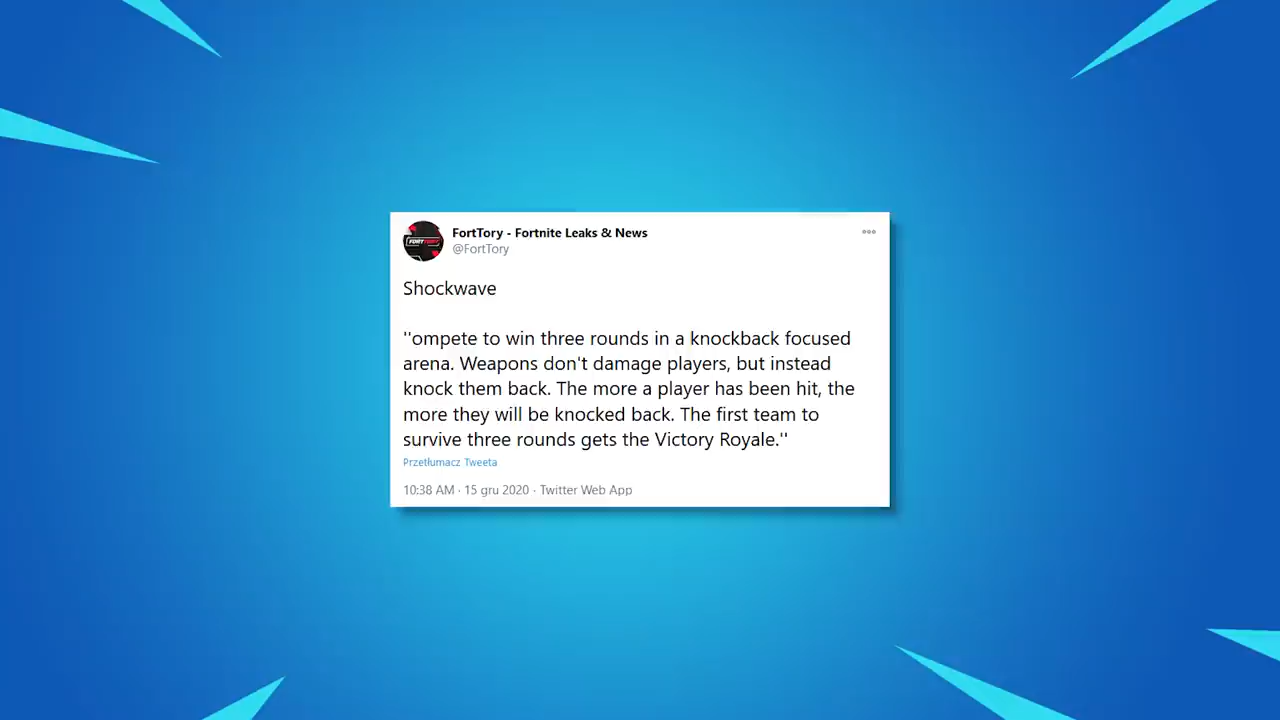 FortTory - Fortnite Leaks & News
@FortTory
Shockwave
''ompete to win three rounds in a knockback focused
arena. Weapons don't damage players, but instead
knock them back. The more a player has been hit, the
more they will be knocked back. The first team to
survive three rounds gets the Victory Royale.''
Przetłumacz Tweeta
10:38 AM · 15 gru 2020 · Twitter Web App